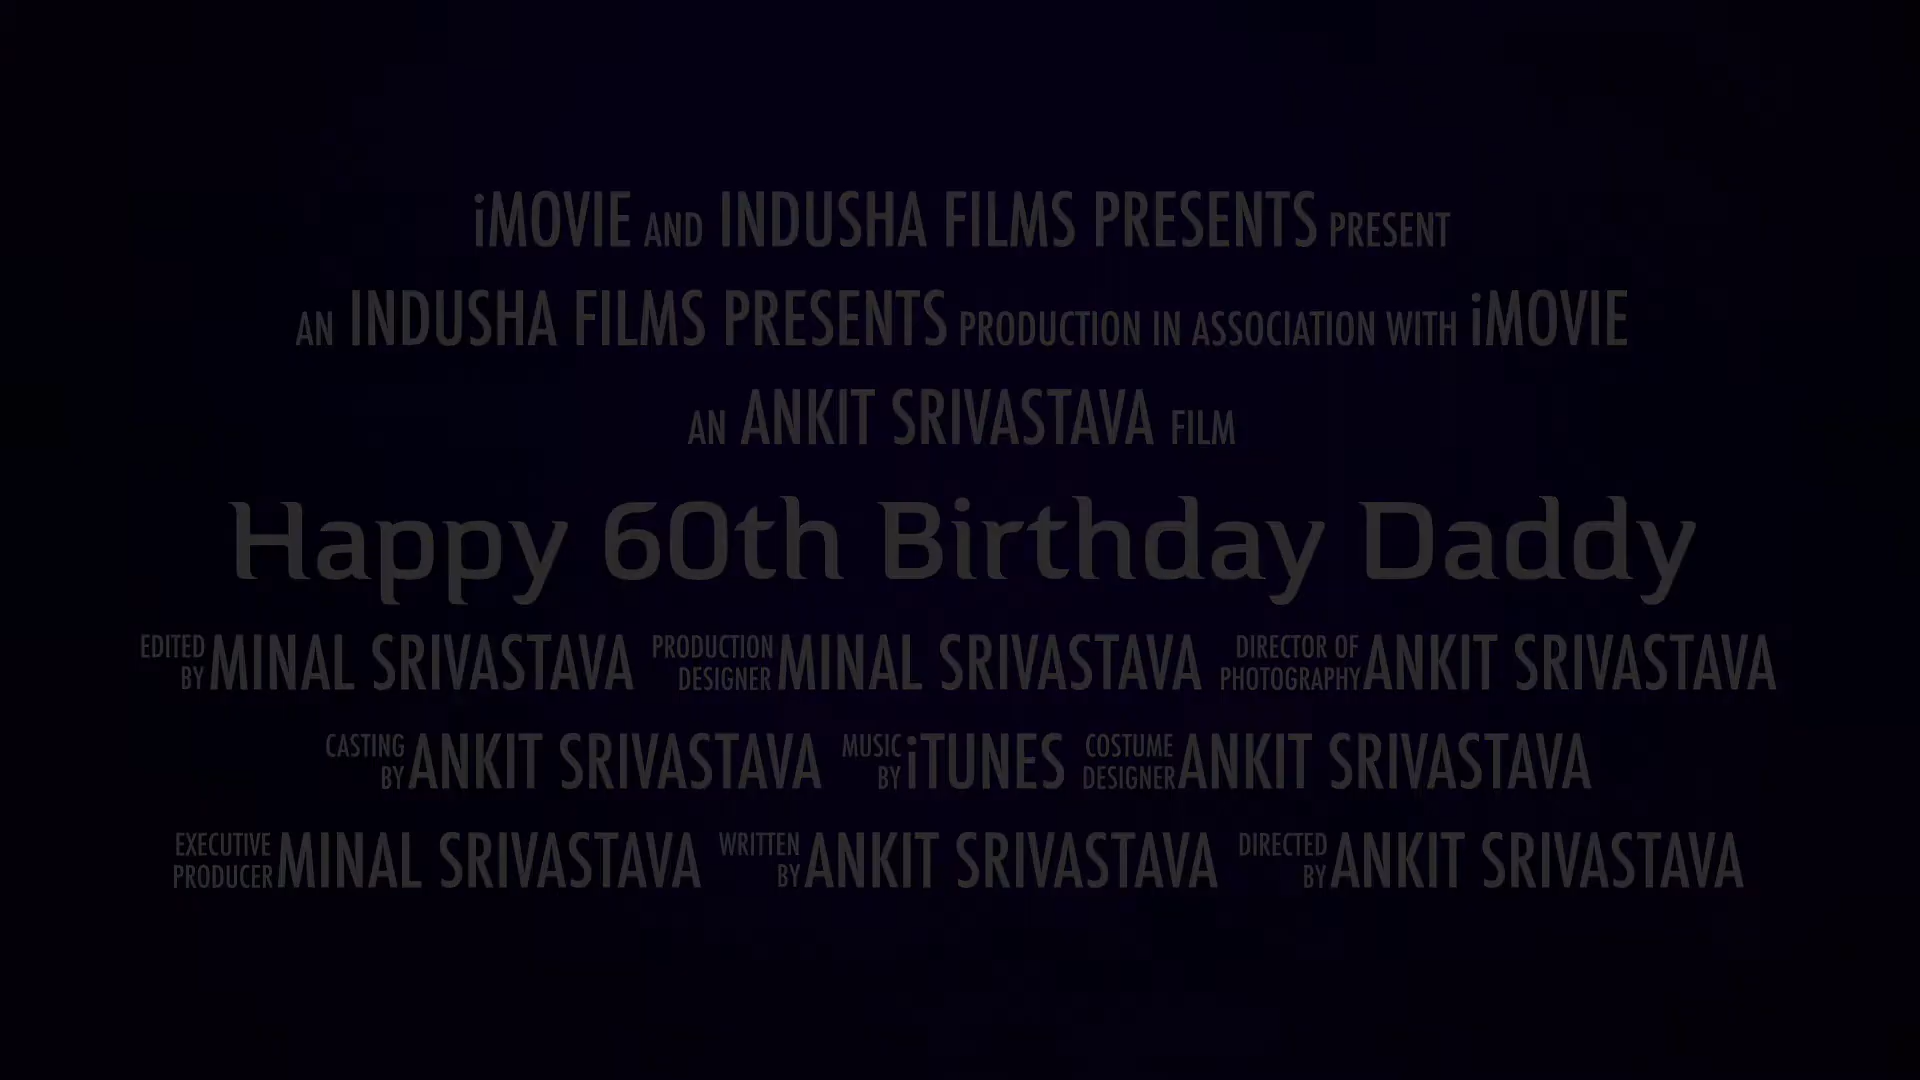 iMOVIE AND INDUSHA FILMS PRESENTS PRESENT
AN INDUSHA FILMS PRESENTS PRODUCTION IN ASSOCIATION WITH iMOVIE
AN ANKIT SRIVASTAVA FILM
Happy 60th Birthday Daddy
EDITED BY MINAL SRIVASTAVA PRODUCTION DESIGNER MINAL SRIVASTAVA DIRECTOR OF PHOTOGRAPHY ANKIT SRIVASTAVA
CASTING BY ANKIT SRIVASTAVA MUSIC BY iTUNES COSTUME DESIGNER ANKIT SRIVASTAVA
EXECUTIVE PRODUCER MINAL SRIVASTAVA WRITTEN BY ANKIT SRIVASTAVA DIRECTED BY ANKIT SRIVASTAVA